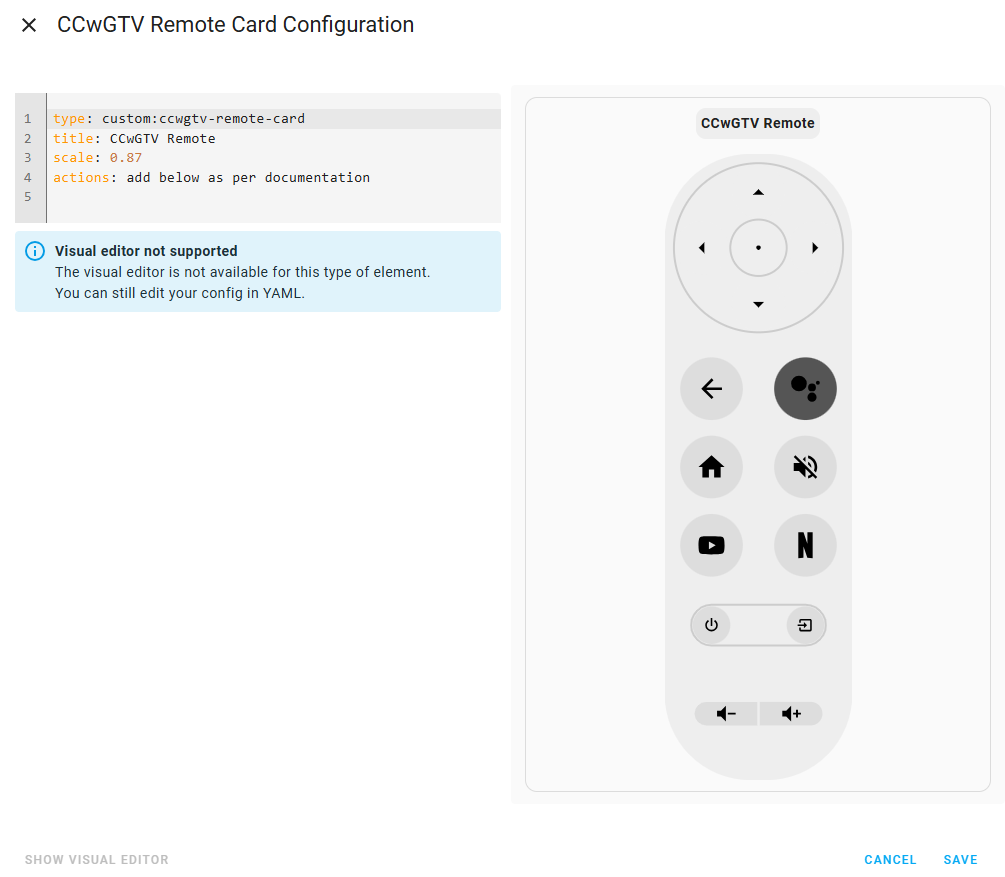 CCwGTV Remote Card Configuration
1 type: custom:ccwgtv-remote-card
2 title: CCwGTV Remote
3 scale: 0.87
4 actions: add below as per documentation
5
Visual editor not supported
The visual editor is not available for this type of element.
You can still edit your config in YAML.
CCwGTV Remote
N
SHOW VISUAL EDITOR
CANCEL
SAVE